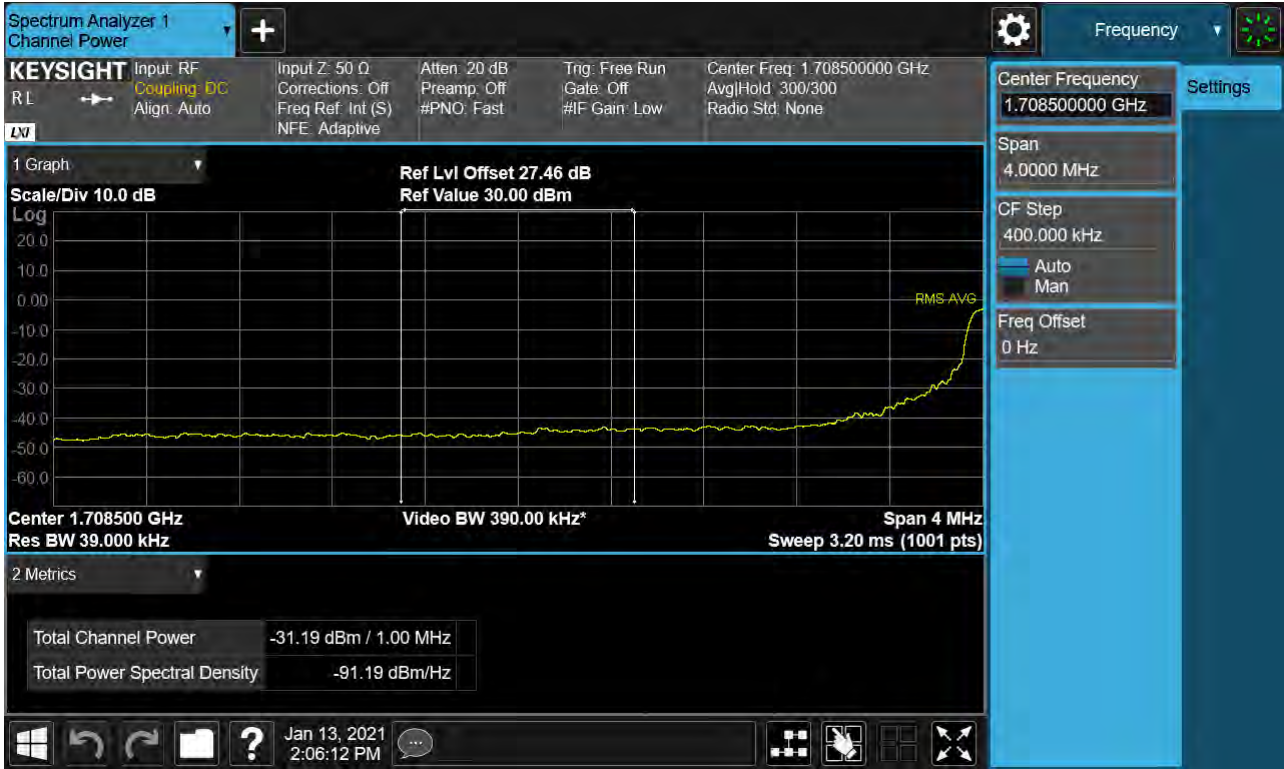 Spectrum Analyzer 1
Channel Power
Frequency
KEYSIGHT
RL
LXI
Input: RF
Coupling: DC
Align: Auto
Input Z: 50 Ω
Corrections: Off
Freq Ref: Int (S)
NFE: Adaptive
Atten: 20 dB
Preamp: Off
#PNO: Fast
Trig: Free Run
Gate: Off
#IF Gain: Low
Center Freq: 1.708500000 GHz
Avg|Hold: 300/300
Radio Std: None
Center Frequency
1.708500000 GHz
Settings
Span
4.0000 MHz
CF Step
400.000 kHz
Auto
Man
Freq Offset
0 Hz
1 Graph
Scale/Div 10.0 dB
Ref Lvl Offset 27.46 dB
Ref Value 30.00 dBm
Log
20.0
10.0
0.00
-10.0
-20.0
-30.0
-40.0
-50.0
-60.0
RMS AVG
Center 1.708500 GHz
Video BW 390.00 kHz*
Span 4 MHz
Res BW 39.000 kHz
Sweep 3.20 ms (1001 pts)
2 Metrics
Total Channel Power -31.19 dBm / 1.00 MHz
Total Power Spectral Density -91.19 dBm/Hz
Jan 13, 2021
2:06:12 PM